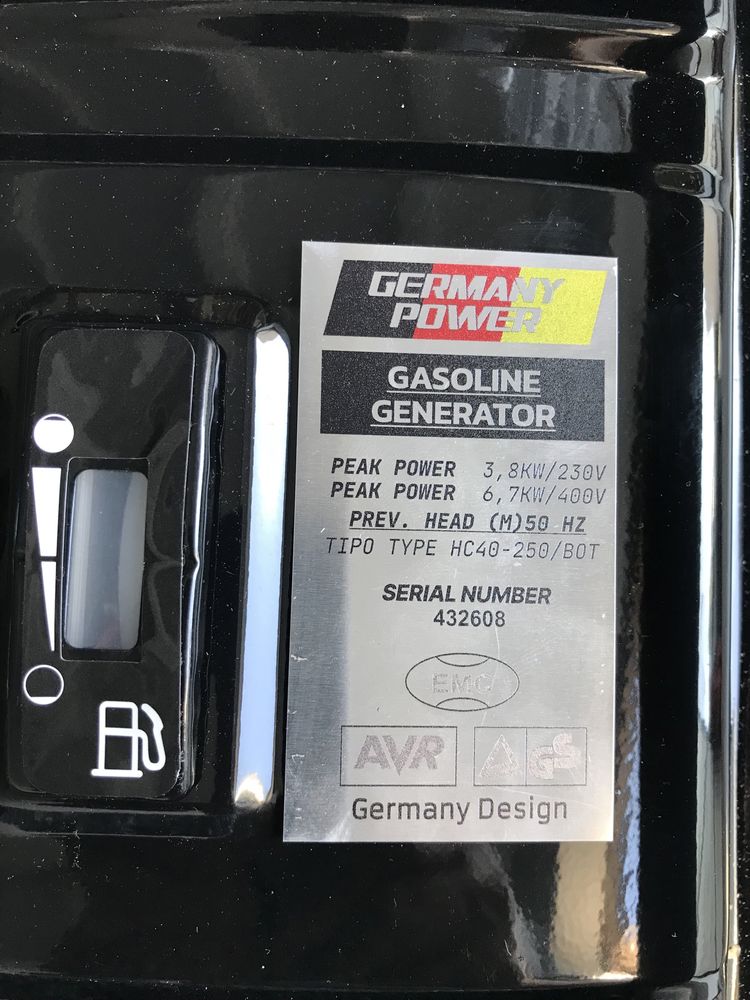 GERMANY
POWER
GASOLINE
GENERATOR
PEAK POWER 3,8KW/230V
PEAK POWER 6,7KW/400V
PREV. HEAD (M)50 HZ
TIPO TYPE HC40-250/BOT
SERIAL NUMBER
432608
EMC
AVR GS
Germany Design